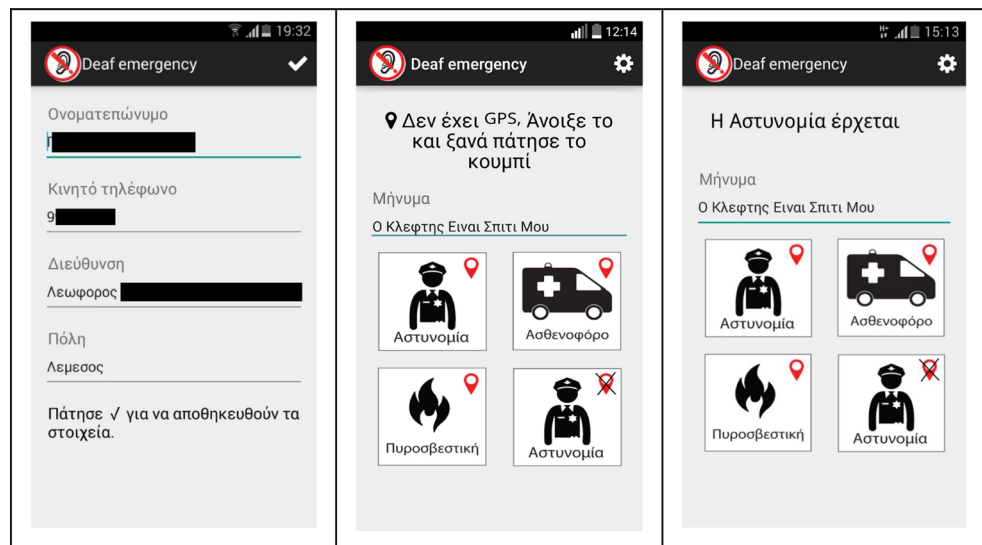 19:32
Deaf emergency
Ονοματεπώνυμο
Κινητό τηλέφωνο
9
Διεύθυνση
Λεωφορος
Πόλη
Λεμεσος
Πάτησε √ για να αποθηκευθούν τα
στοιχεία.
12:14
Deaf emergency
Δεν έχει GPS, Άνοιξε το
και ξανά πάτησε το
κουμπί
Μήνυμα
Ο Κλεφτης Ειναι Σπιτι Μου
Αστυνομία
Ασθενοφόρο
Πυροσβεστική
Αστυνομία
H+ 15:13
Deaf emergency
Η Αστυνομία έρχεται
Μήνυμα
Ο Κλεφτης Ειναι Σπιτι Μου
Αστυνομία
Ασθενοφόρο
Πυροσβεστική
Αστυνομία